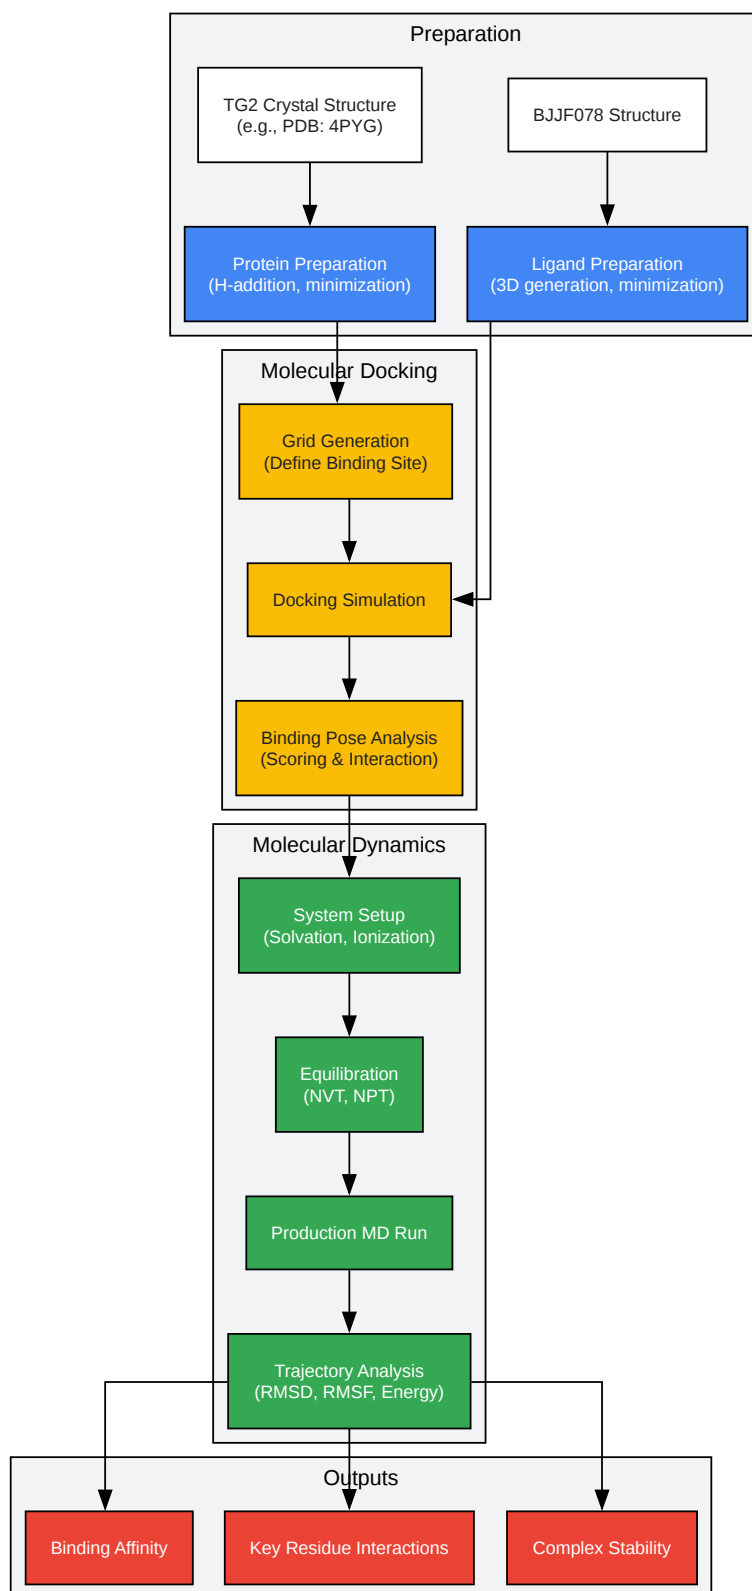 Preparation
TG2 Crystal Structure
(e.g., PDB: 4PYG)
BJJF078 Structure
Protein Preparation
(H-addition, minimization)
Ligand Preparation
(3D generation, minimization)
Molecular Docking
Grid Generation
(Define Binding Site)
Docking Simulation
Binding Pose Analysis
(Scoring & Interaction)
Molecular Dynamics
System Setup
(Solvation, Ionization)
Equilibration
(NVT, NPT)
Production MD Run
Trajectory Analysis
(RMSD, RMSF, Energy)
Outputs
Binding Affinity
Key Residue Interactions
Complex Stability